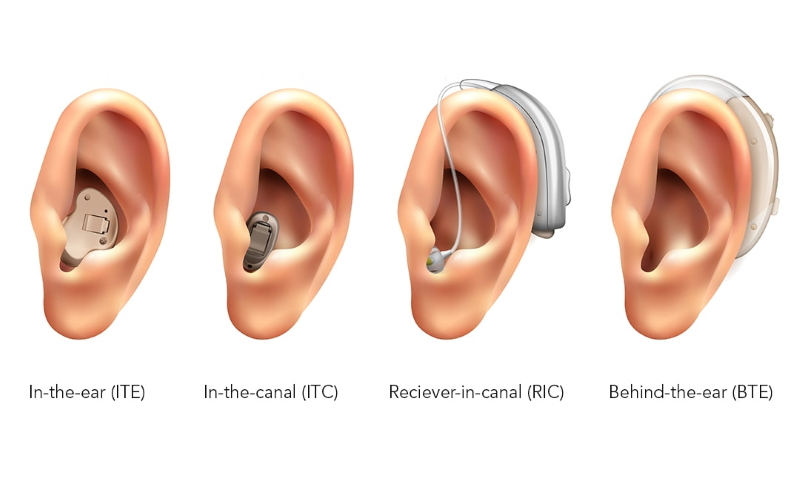 In-the-ear (ITE)
In-the-canal (ITC)
Reciever-in-canal (RIC)
Behind-the-ear (BTE)